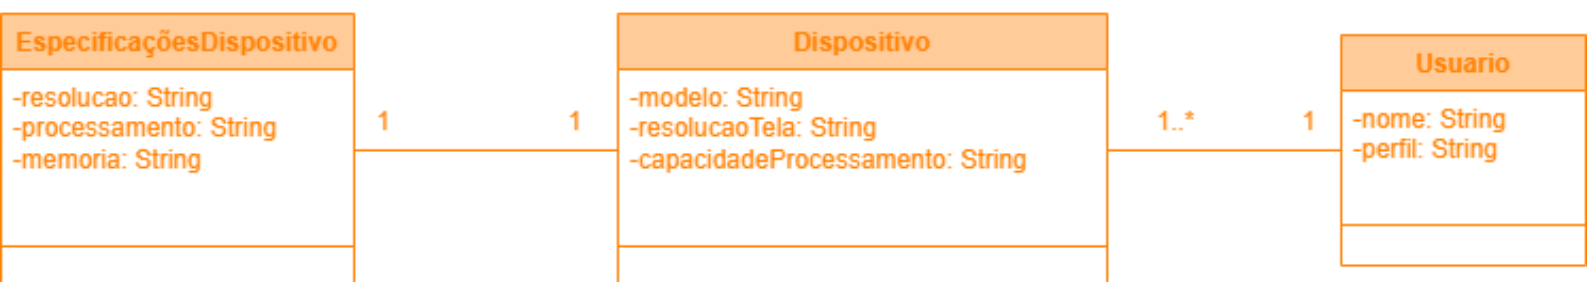 EspecificaçõesDispositivo
-resolucao: String
-processamento: String
-memoria: String
1
1
Dispositivo
-modelo: String
-resolucaoTela: String
-capacidadeProcessamento: String
1..*
1
Usuario
-nome: String
-perfil: String